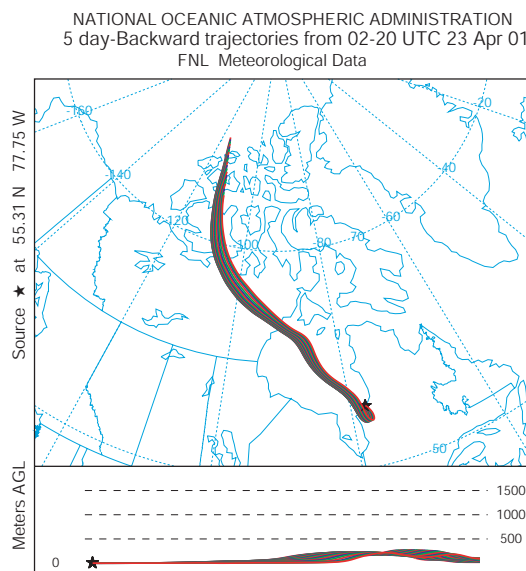 NATIONAL OCEANIC ATMOSPHERIC ADMINISTRATION
5 day-Backward trajectories from 02-20 UTC 23 Apr 01
FNL Meteorological Data
Source ★ at 55.31 N 77.75 W
-160
-140
-120
-100
-80
-70
-60
-40
-20
50
Meters AGL
1500
1000
500
0